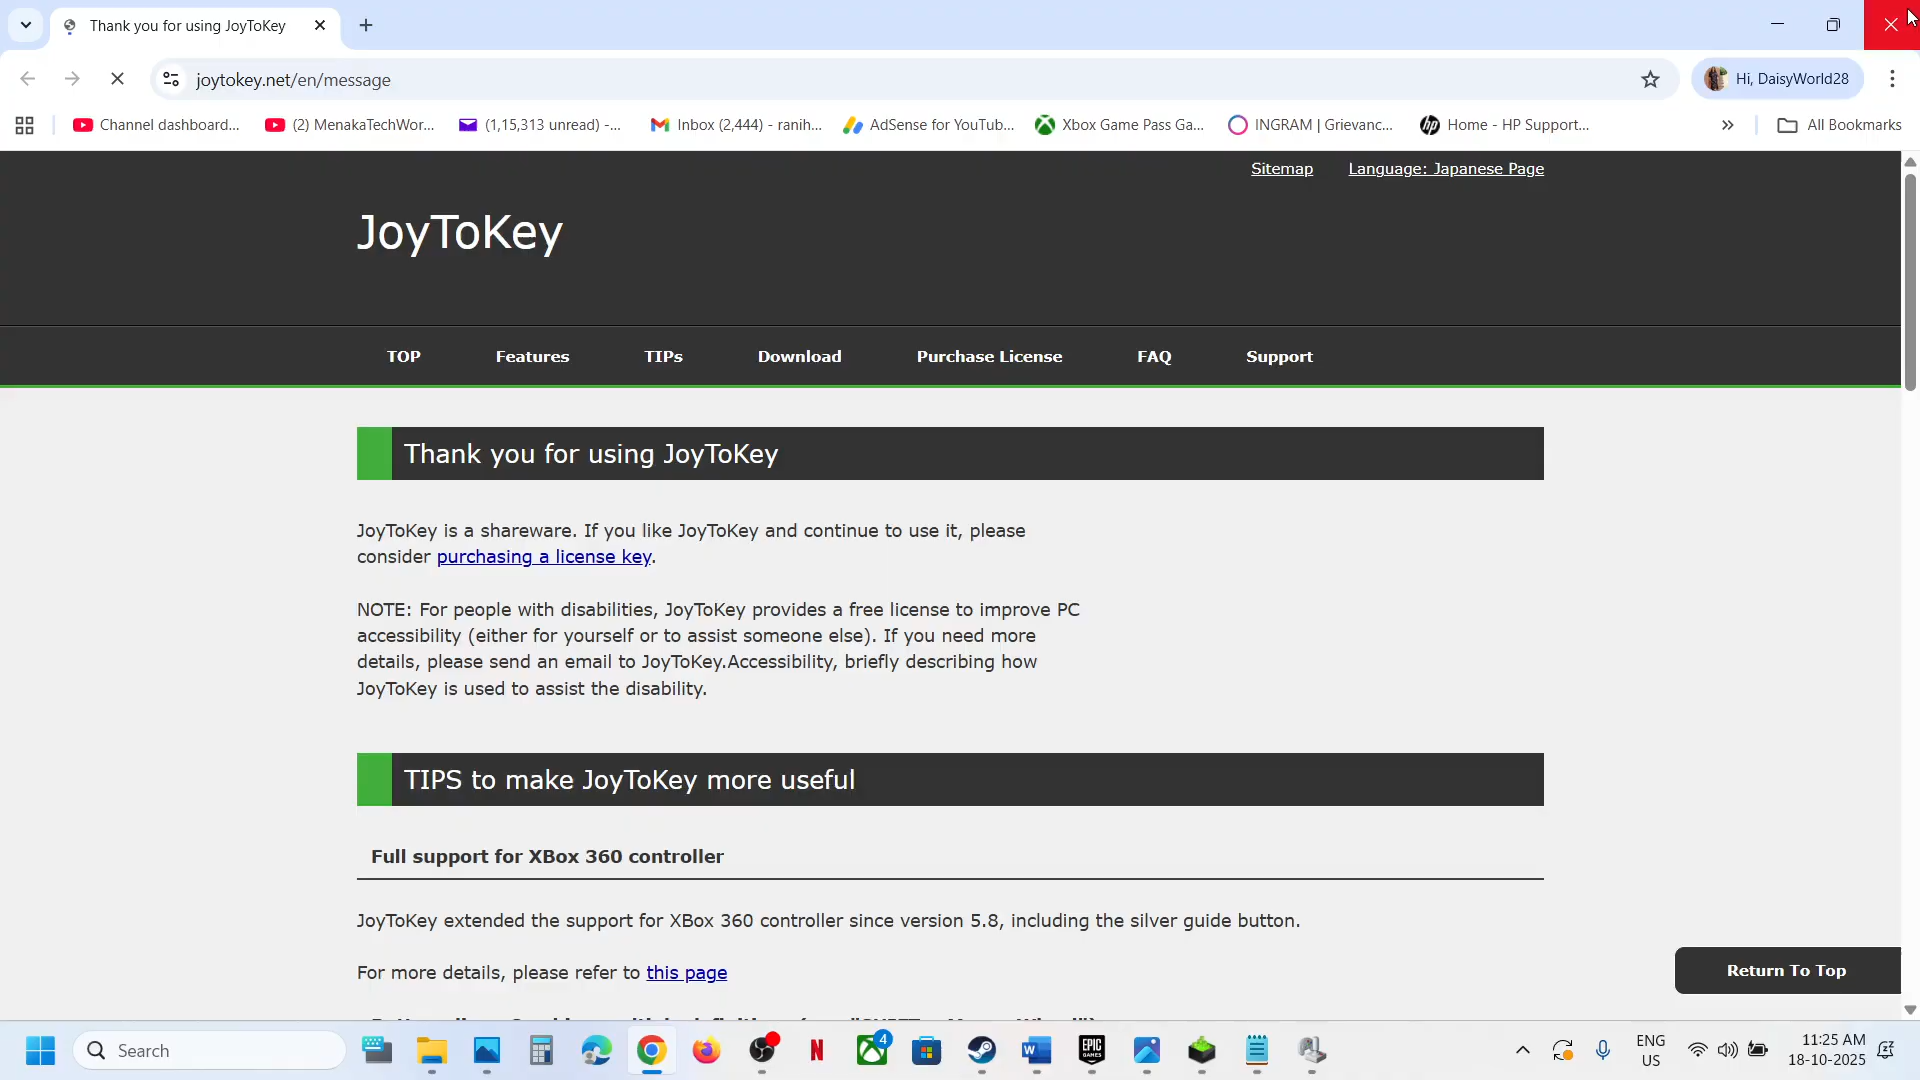 Thank you for using JoyToKey
joytokey.net/en/message
Hi, DaisyWorld28
Channel dashboard...
(2) MenakaTechWor...
(1,15,313 unread) -...
Inbox (2,444) - ranih...
AdSense for YouTub...
Xbox Game Pass Ga...
INGRAM | Grievanc...
Home - HP Support...
All Bookmarks
Sitemap
Language: Japanese Page
JoyToKey
TOP
Features
TIPs
Download
Purchase License
FAQ
Support
Thank you for using JoyToKey
JoyToKey is a shareware. If you like JoyToKey and continue to use it, please
consider purchasing a license key.
NOTE: For people with disabilities, JoyToKey provides a free license to improve PC
accessibility (either for yourself or to assist someone else). If you need more
details, please send an email to JoyToKey.Accessibility, briefly describing how
JoyToKey is used to assist the disability.
TIPS to make JoyToKey more useful
Full support for XBox 360 controller
JoyToKey extended the support for XBox 360 controller since version 5.8, including the silver guide button.
For more details, please refer to this page
Return To Top
Search
4
EPIC
GAMES
ENG
US
11:25 AM
18-10-2025